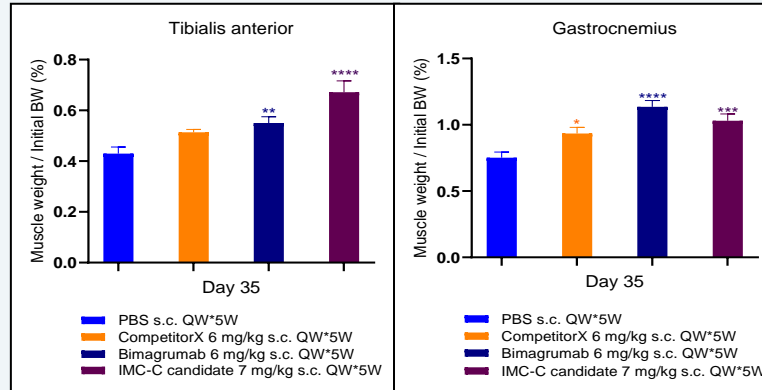 Tibialis anterior
Muscle weight / Initial BW (%)
0.8
0.6
0.4
0.2
0.0
**
****
Day 35
PBS s.c. QW*5W
CompetitorX 6 mg/kg s.c. QW*5W
Bimagrumab 6 mg/kg s.c. QW*5W
IMC-C candidate 7 mg/kg s.c. QW*5W
Gastrocnemius
Muscle weight / Initial BW (%)
1.5
1.0
0.5
0.0
*
****
***
Day 35
PBS s.c. QW*5W
CompetitorX 6 mg/kg s.c. QW*5W
Bimagrumab 6 mg/kg s.c. QW*5W
IMC-C candidate 7 mg/kg s.c. QW*5W